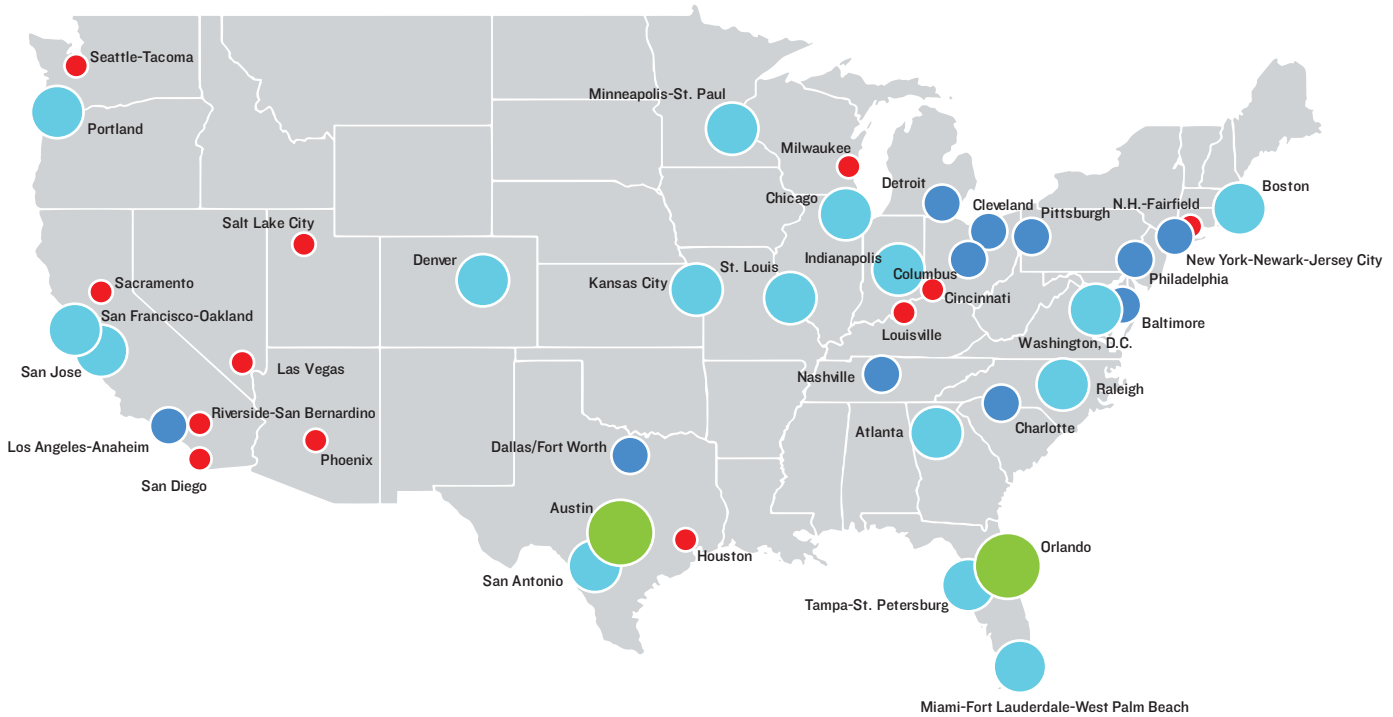 Seattle-Tacoma
Portland
Minneapolis-St. Paul
Milwaukee
Chicago
Detroit
Cleveland
Pittsburgh
N.H.-Fairfield
Boston
Salt Lake City
Denver
Kansas City
St. Louis
Indianapolis
Columbus
Cincinnati
Louisville
New York-Newark-Jersey City
Philadelphia
Baltimore
Washington, D.C.
Sacramento
San Francisco-Oakland
San Jose
Las Vegas
Nashville
Raleigh
Charlotte
Atlanta
Riverside-San Bernardino
Los Angeles-Anaheim
Phoenix
San Diego
Dallas/Fort Worth
Austin
Houston
San Antonio
Orlando
Tampa-St. Petersburg
Miami-Fort Lauderdale-West Palm Beach